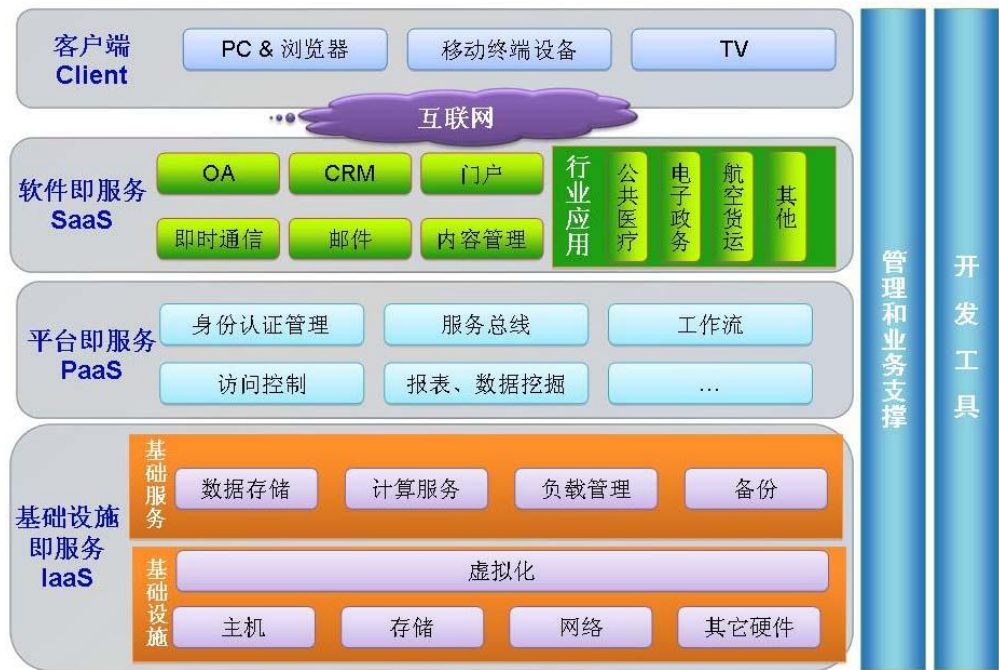 客户端
Client
PC & 浏览器
移动终端设备
TV
互联网
软件即服务
SaaS
OA
CRM
门户
即时通信
邮件
内容管理
行业应用
公共医疗
电子政务
航空货运
其他
平台即服务
PaaS
身份认证管理
服务总线
工作流
访问控制
报表、数据挖掘
...
基础设施
即服务
IaaS
基础服务
数据存储
计算服务
负载管理
备份
基础设施
虚拟化
主机
存储
网络
其它硬件
管理和业务支撑
开发工具